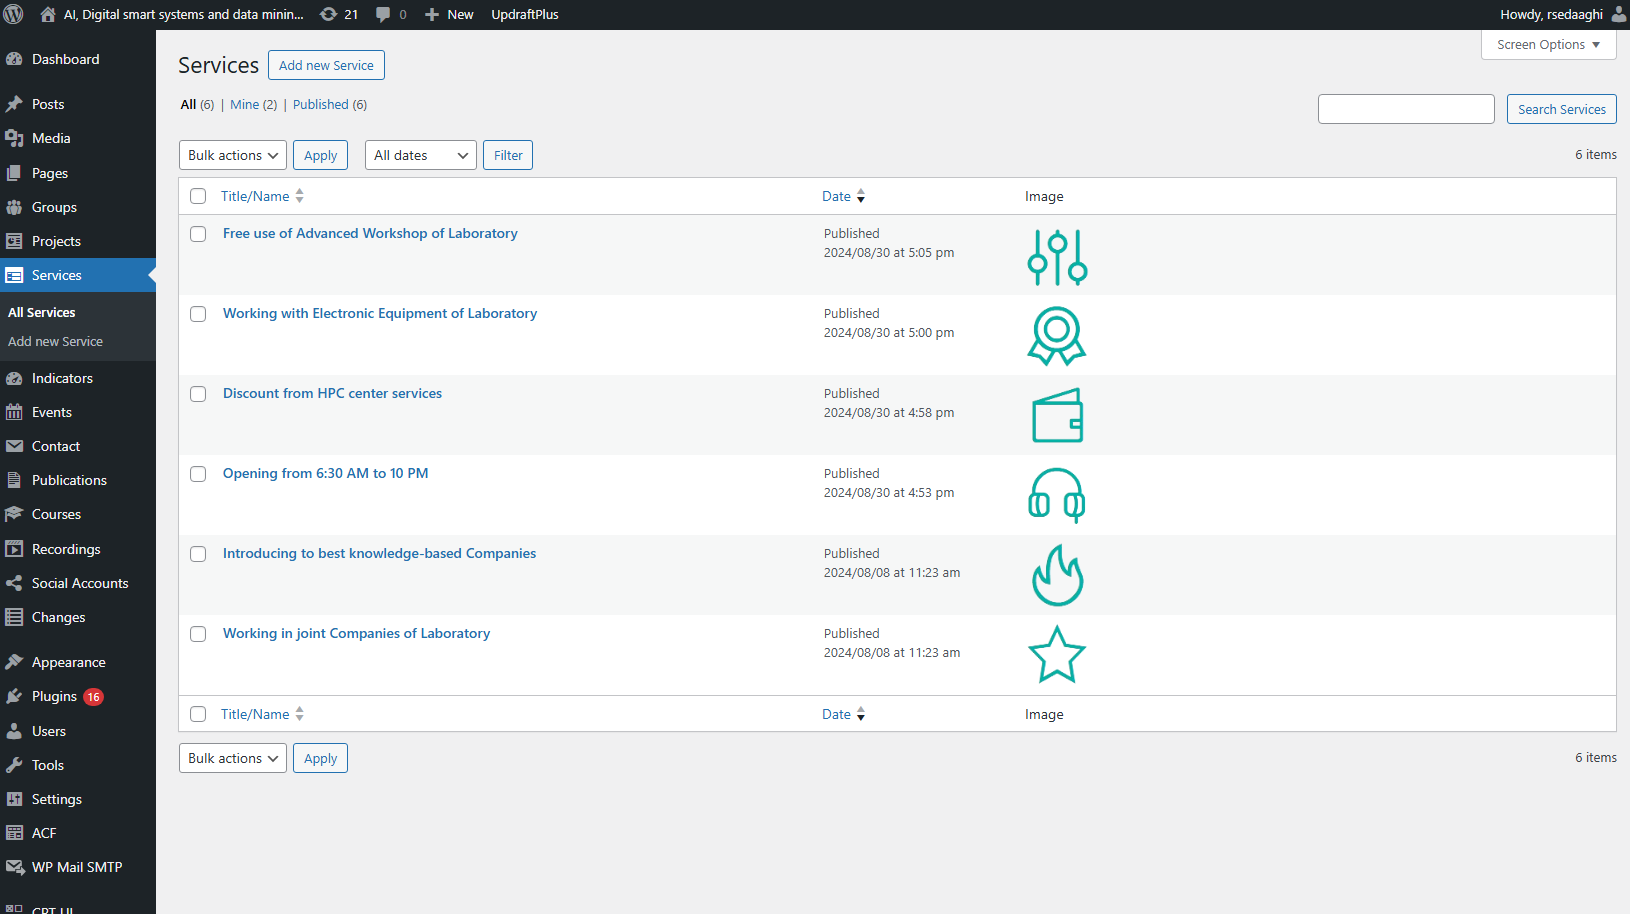 AI, Digital smart systems and data minin... 21 0 New UpdraftPlus Howdy, rsedaaghi
Screen Options
Dashboard
Posts
Media
Pages
Groups
Projects
Services
All Services
Add new Service
Indicators
Events
Contact
Publications
Courses
Recordings
Social Accounts
Changes
Appearance
Plugins 16
Users
Tools
Settings
ACF
WP Mail SMTP
CPT UI
Services Add new Service
All (6) | Mine (2) | Published (6)
Search Services
Bulk actions Apply All dates Filter 6 items
Title/Name Date Image
Free use of Advanced Workshop of Laboratory Published
2024/08/30 at 5:05 pm
Working with Electronic Equipment of Laboratory Published
2024/08/30 at 5:00 pm
Discount from HPC center services Published
2024/08/30 at 4:58 pm
Opening from 6:30 AM to 10 PM Published
2024/08/30 at 4:53 pm
Introducing to best knowledge-based Companies Published
2024/08/08 at 11:23 am
Working in joint Companies of Laboratory Published
2024/08/08 at 11:23 am
Title/Name Date Image
Bulk actions Apply 6 items